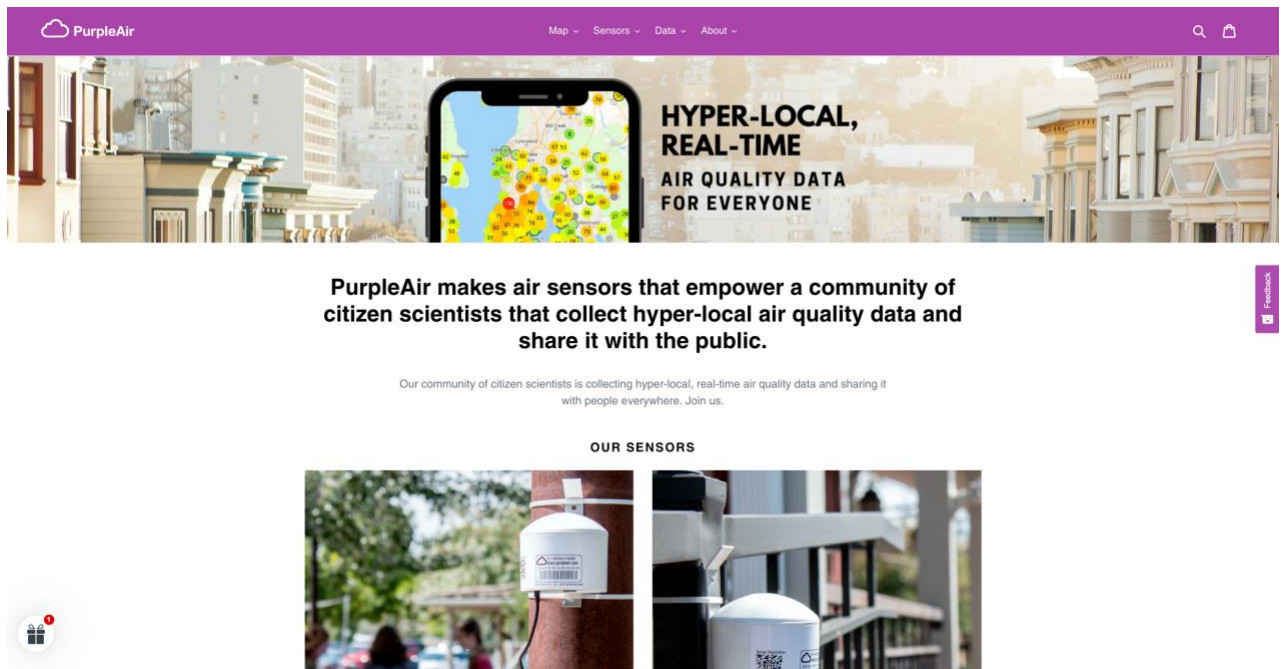 PurpleAir
Map
Sensors
Data
About
HYPER-LOCAL,
REAL-TIME
AIR QUALITY DATA
FOR EVERYONE
PurpleAir makes air sensors that empower a community of
citizen scientists that collect hyper-local air quality data and
share it with the public.
Our community of citizen scientists is collecting hyper-local, real-time air quality data and sharing it
with people everywhere. Join us.
OUR SENSORS
Feedback
1